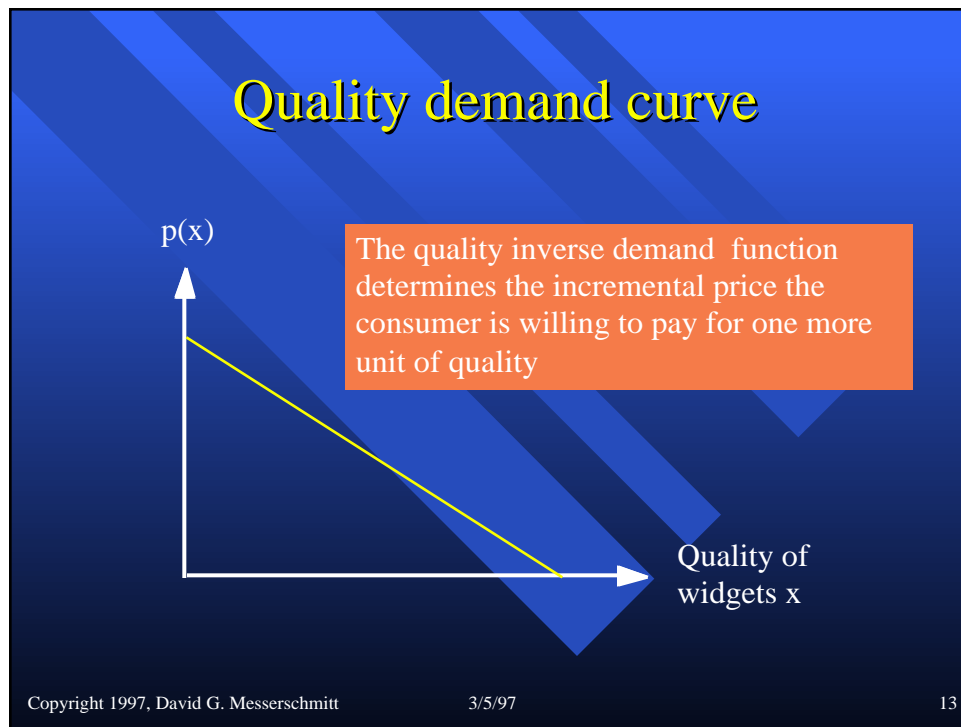 Quality demand curve
p(x)
The quality inverse demand  function
determines the incremental price the
consumer is willing to pay for one more
unit of quality
Quality of
widgets x
Copyright 1997, David G. Messerschmitt
3/5/97
13